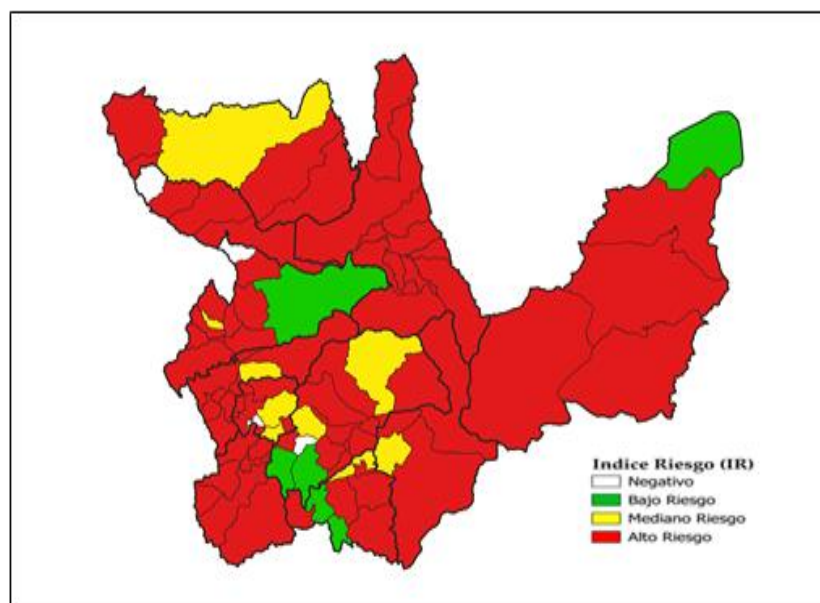 Indice Riesgo (IR)
Negativo
Bajo Riesgo
Mediano Riesgo
Alto Riesgo